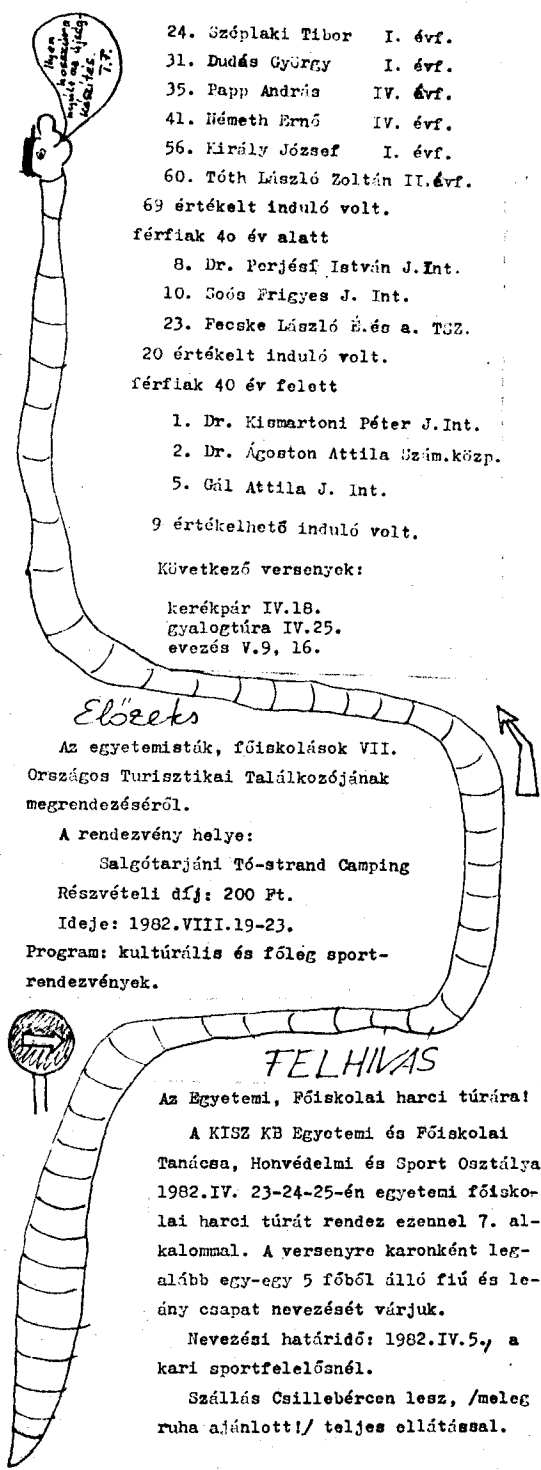 Ilyen
hosszúra
nyúlt az újság-
készítés.
T.T.
24. Széplaki Tibor I. évf.
31. Dudás György I. évf.
35. Papp András IV. évf.
41. Németh Ernő IV. évf.
56. Király József I. évf.
60. Tóth László Zoltán II.évf.
69 értékelt induló volt.
férfiak 4o év alatt
8. Dr. Perjési István J.Int.
10. Soós Frigyes J. Int.
23. Fecske László É.és a. TSZ.
20 értékelt induló volt.
férfiak 40 év felett
1. Dr. Kismartoni Péter J.Int.
2. Dr. Ágoston Attila Szám.közp.
5. Gál Attila J. Int.
9 értékelhető induló volt.
Következő versenyek:
kerékpár IV.18.
gyalogtúra IV.25.
evezés V.9, 16.
Előzeks
Az egyetemisták, főiskolások VII.
Országos Turisztikai Találkozójának
megrendezéséről.
A rendezvény helye:
Salgótarjáni Tó-strand Camping
Részvételi díj: 200 Ft.
Ideje: 1982.VIII.19-23.
Program: kultúrális és főleg sport-
rendezvények.
FELHIVÁS
Az Egyetemi, Főiskolai harci túrára!
A KISZ KB Egyetemi és Főiskolai
Tanácsa, Honvédelmi és Sport Osztálya
1982.IV. 23-24-25-én egyetemi főisko-
lai harci túrát rendez ezennel 7. al-
kalommal. A versenyre karonként leg-
alább egy-egy 5 főből álló fiú és le-
ány csapat nevezését várjuk.
Nevezési határidő: 1982.IV.5., a
kari sportfelelősnél.
Szállás Csillebércen lesz, /meleg
ruha ajánlott!/ teljes ellátással.